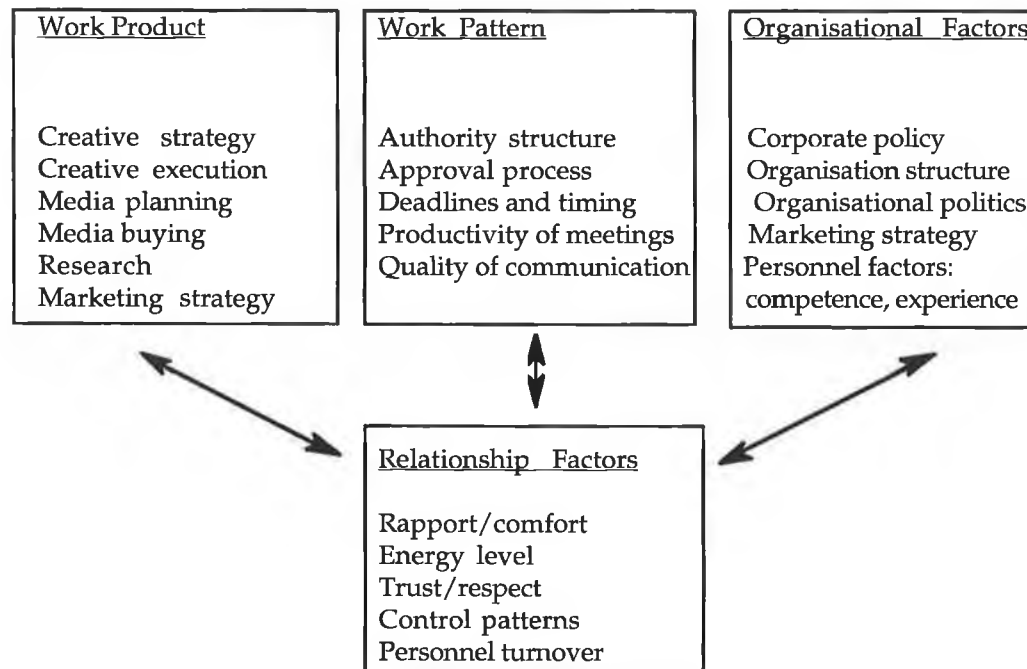 Work Product
Creative strategy
Creative execution
Media planning
Media buying
Research
Marketing strategy
Work Pattern
Authority structure
Approval process
Deadlines and timing
Productivity of meetings
Quality of communication
Organisational Factors
Corporate policy
Organisation structure
Organisational politics
Marketing strategy
Personnel factors:
competence, experience
Relationship Factors
Rapport/comfort
Energy level
Trust/respect
Control patterns
Personnel turnover